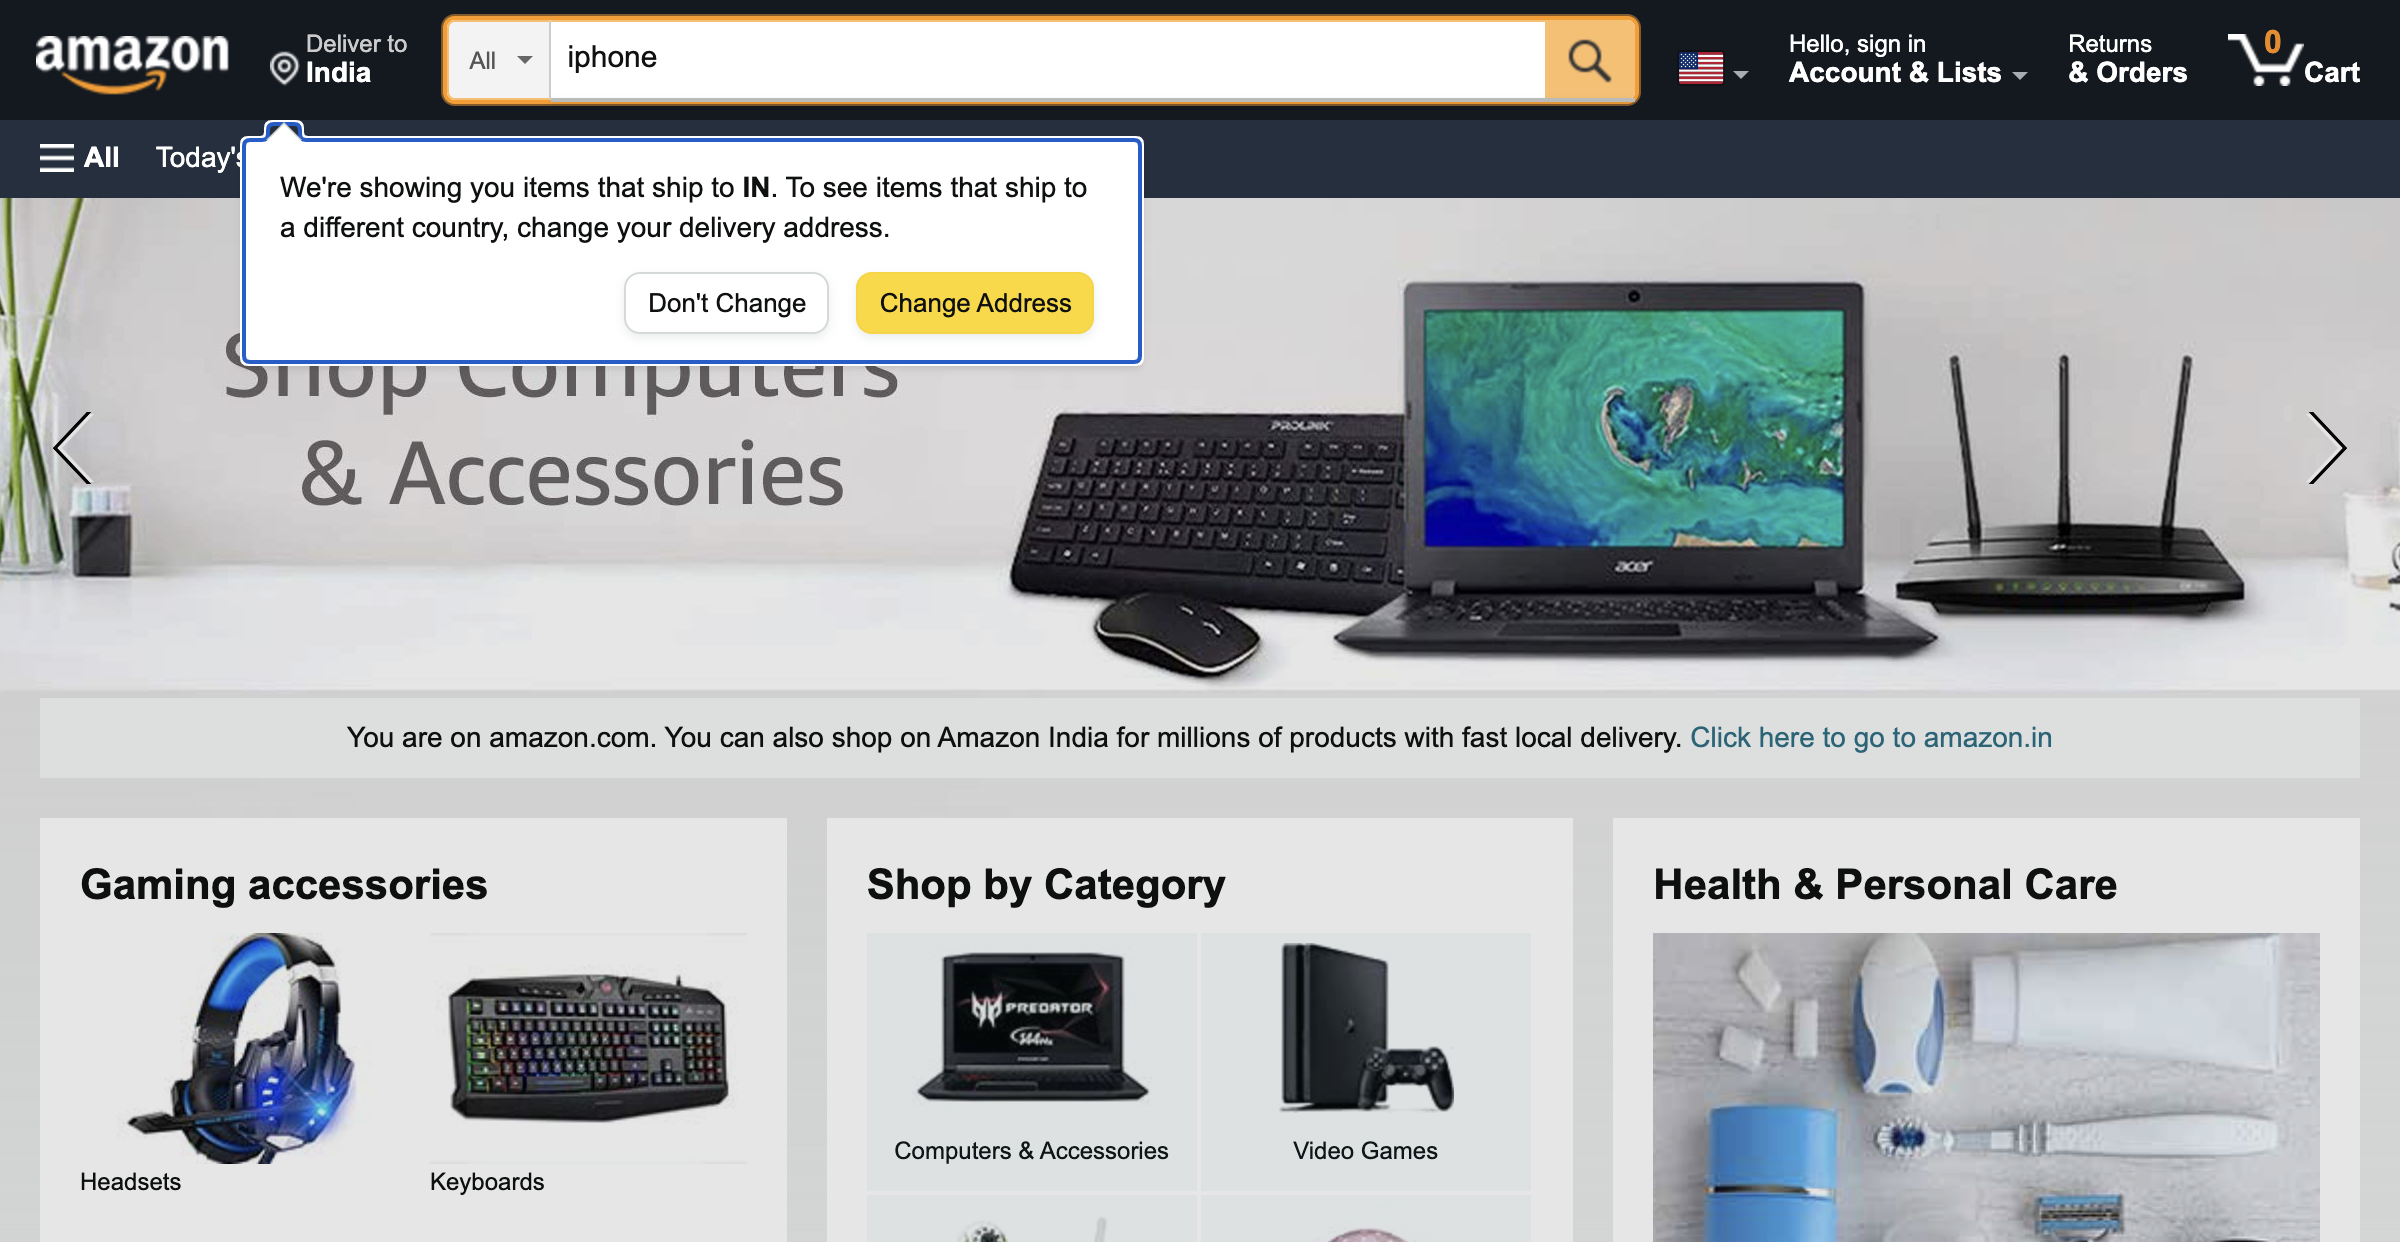 amazon
Deliver to
India
All
iphone
Hello, sign in
Account & Lists
Returns
& Orders
0
Cart
All
Today's
We're showing you items that ship to IN. To see items that ship to
a different country, change your delivery address.
Don't Change
Change Address
Shop Computers
& Accessories
PROLINK
acer
You are on amazon.com. You can also shop on Amazon India for millions of products with fast local delivery. Click here to go to amazon.in
Gaming accessories
Shop by Category
Health & Personal Care
PREDATOR
144Hz
Computers & Accessories
Video Games
Headsets
Keyboards